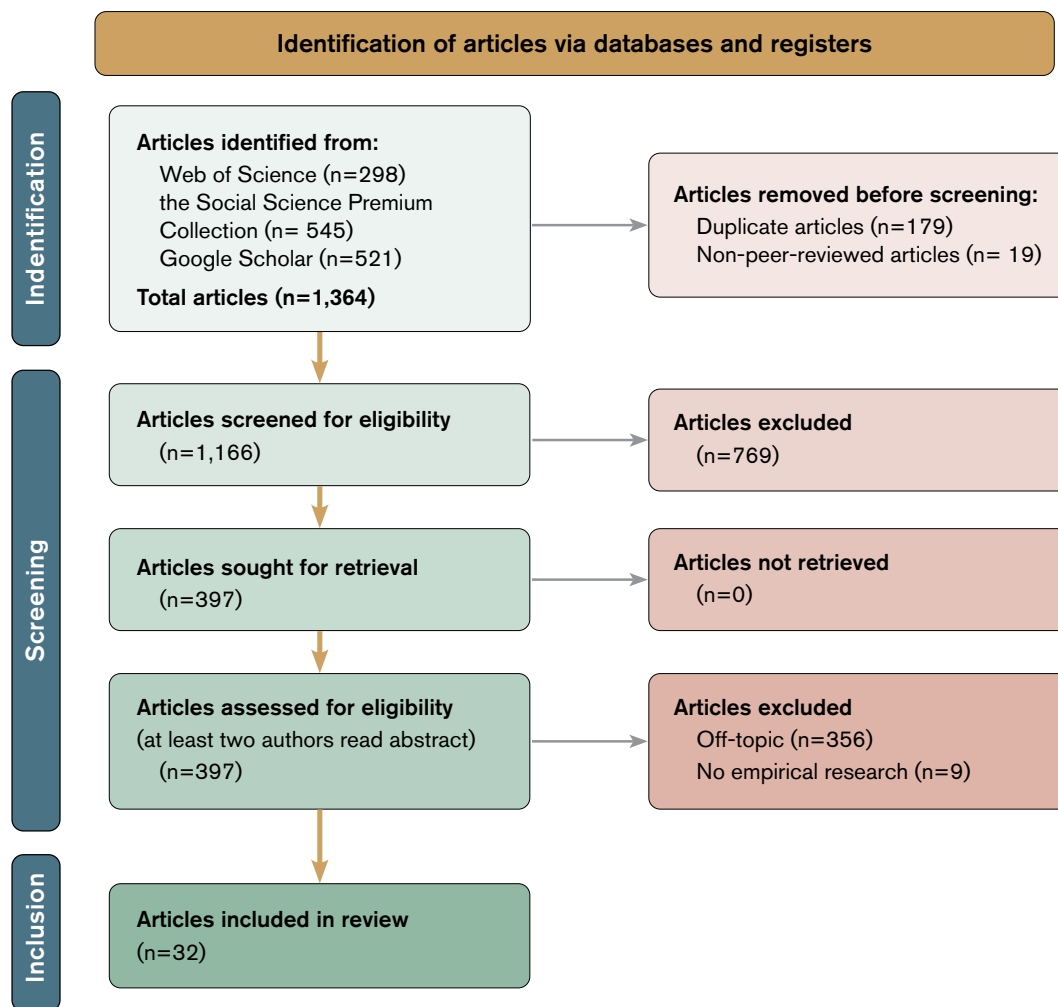 Identification of articles via databases and registers
Indentification
Articles identified from:
Web of Science (n=298)
the Social Science Premium
Collection (n= 545)
Google Scholar (n=521)
Total articles (n=1,364)
Articles removed before screening:
Duplicate articles (n=179)
Non-peer-reviewed articles (n= 19)
Screening
Articles screened for eligibility
(n=1,166)
Articles excluded
(n=769)
Articles sought for retrieval
(n=397)
Articles not retrieved
(n=0)
Articles assessed for eligibility
(at least two authors read abstract)
(n=397)
Articles excluded
Off-topic (n=356)
No empirical research (n=9)
Inclusion
Articles included in review
(n=32)